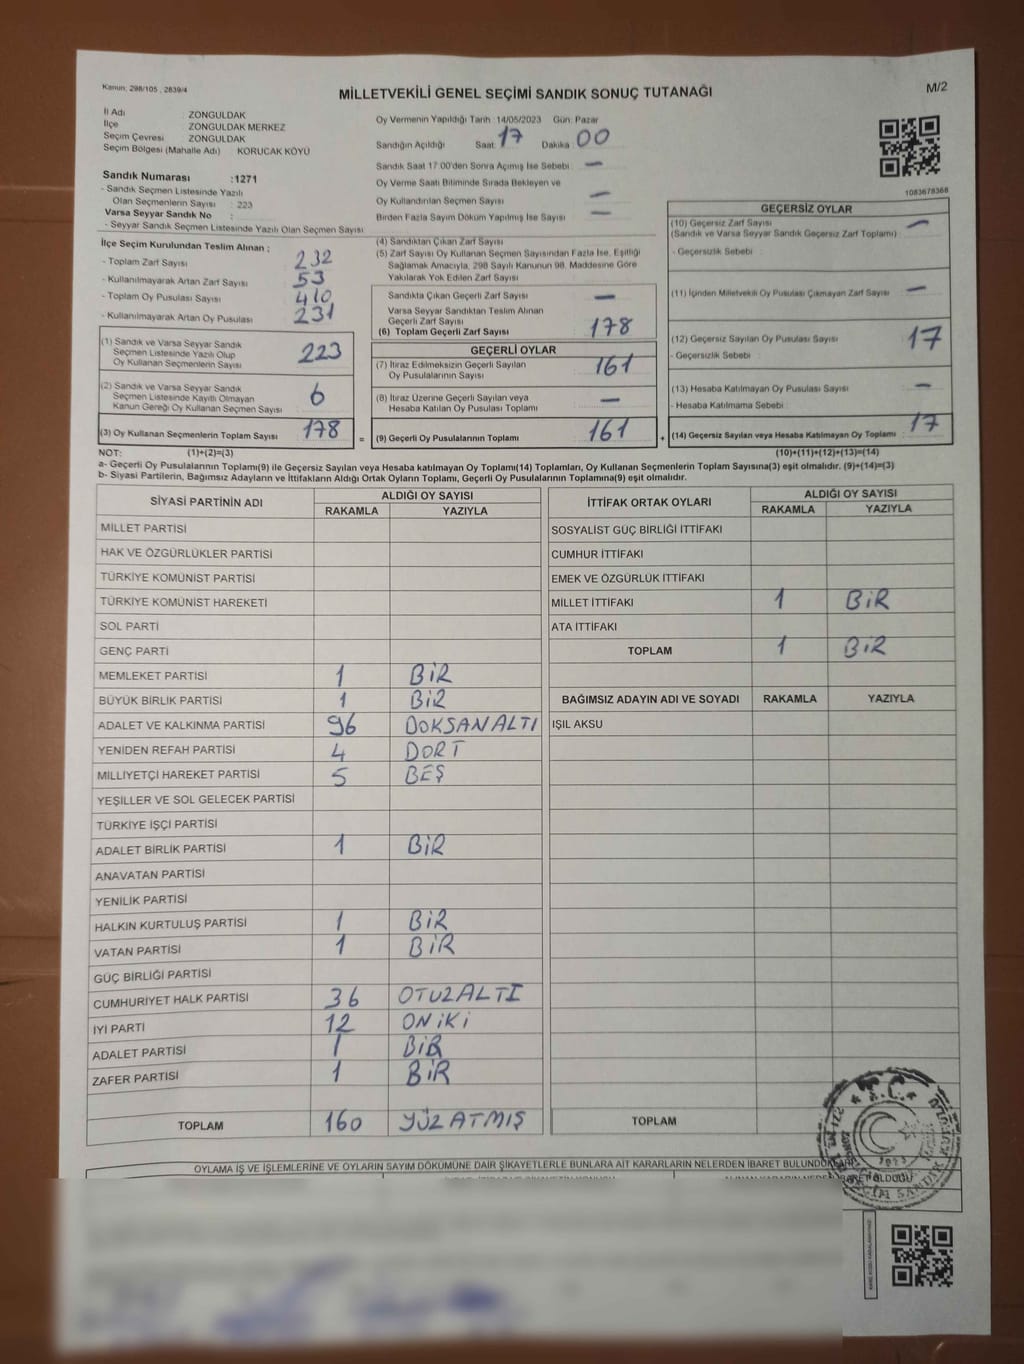 Kanun: 298/105 , 2839/4
MİLLETVEKİLİ GENEL SEÇİMİ SANDIK SONUÇ TUTANAĞI
M/2
İl Adı : ZONGULDAK
İlçe : ZONGULDAK MERKEZ
Seçim Çevresi : ZONGULDAK
Seçim Bölgesi (Mahalle Adı) : KORUCAK KÖYÜ
Sandık Numarası :1271
- Sandık Seçmen Listesinde Yazılı
Olan Seçmenlerin Sayısı : 223
Varsa Seyyar Sandık No :
- Seyyar Sandık Seçmen Listesinde Yazılı Olan Seçmen Sayısı
Oy Vermenin Yapıldığı Tarih :14/05/2023 Gün: Pazar
Sandığın Açıldığı Saat: 17 Dakika: 00
Sandık Saat 17:00'den Sonra Açımış İse Sebebi : —
Oy Verme Saati Bitiminde Sırada Bekleyen ve
Oy Kullandırılan Seçmen Sayısı —
Birden Fazla Sayım Döküm Yapılmış İse Sayısı —
1083678368
İlçe Seçim Kurulundan Teslim Alınan :
- Toplam Zarf Sayısı 232
- Kullanılmayarak Artan Zarf Sayısı 53
- Toplam Oy Pusulası Sayısı 410
- Kullanılmayarak Artan Oy Pusulası 231
(1) Sandık ve Varsa Seyyar Sandık
Seçmen Listesinde Yazılı Olup
Oy Kullanan Seçmenlerin Sayısı 223
(2) Sandık ve Varsa Seyyar Sandık
Seçmen Listesinde Kayıtlı Olmayan
Kanun Gereği Oy Kullanan Seçmen Sayısı 6
(3) Oy Kullanan Seçmenlerin Toplam Sayısı 178
(4) Sandıktan Çıkan Zarf Sayısı
(5) Zarf Sayısı Oy Kullanan Seçmen Sayısından Fazla İse, Eşitliği
Sağlamak Amacıyla, 298 Sayılı Kanunun 98. Maddesine Göre
Yakılarak Yok Edilen Zarf Sayısı
Sandıkta Çıkan Geçerli Zarf Sayısı —
Varsa Seyyar Sandıktan Teslim Alınan
Geçerli Zarf Sayısı
(6) Toplam Geçerli Zarf Sayısı 178
GEÇERLİ OYLAR
(7) İtiraz Edilmeksizin Geçerli Sayılan
Oy Pusulalarının Sayısı 161
(8) İtiraz Üzerine Geçerli Sayılan veya
Hesaba Katılan Oy Pusulası Toplamı —
= (9) Geçerli Oy Pusulalarının Toplamı 161
GEÇERSİZ OYLAR
(10) Geçersiz Zarf Sayısı
(Sandık ve Varsa Seyyar Sandık Geçersiz Zarf Toplamı) —
- Geçersizlik Sebebi :
(11) İçinden Milletvekili Oy Pusulası Çıkmayan Zarf Sayısı —
(12) Geçersiz Sayılan Oy Pusulası Sayısı 17
- Geçersizlik Sebebi
(13) Hesaba Katılmayan Oy Pusulası Sayısı —
- Hesaba Katılmama Sebebi
+ (14) Geçersiz Sayılan veya Hesaba Katılmayan Oy Toplamı 17
NOT: (1)+(2)=(3) (10)+(11)+(12)+(13)=(14)
a- Geçerli Oy Pusulalarının Toplamı(9) ile Geçersiz Sayılan veya Hesaba katılmayan Oy Toplamı(14) Toplamları, Oy Kullanan Seçmenlerin Toplam Sayısına(3) eşit olmalıdır. (9)+(14)=(3)
b- Siyasi Partilerin, Bağımsız Adayların ve İttifakların Aldığı Ortak Oyların Toplamı, Geçerli Oy Pusulalarının Toplamına(9) eşit olmalıdır.
SİYASİ PARTİNİN ADI ALDIĞI OY SAYISI
RAKAMLA YAZIYLA
MİLLET PARTİSİ
HAK VE ÖZGÜRLÜKLER PARTİSİ
TÜRKİYE KOMÜNİST PARTİSİ
TÜRKİYE KOMÜNİST HAREKETİ
SOL PARTİ
GENÇ PARTİ
MEMLEKET PARTİSİ 1 BİR
BÜYÜK BİRLİK PARTİSİ 1 BİR
ADALET VE KALKINMA PARTİSİ 96 DOKSANALTI
YENİDEN REFAH PARTİSİ 4 DÖRT
MİLLİYETÇİ HAREKET PARTİSİ 5 BEŞ
YEŞİLLER VE SOL GELECEK PARTİSİ
TÜRKİYE İŞÇİ PARTİSİ
ADALET BİRLİK PARTİSİ 1 BİR
ANAVATAN PARTİSİ
YENİLİK PARTİSİ
HALKIN KURTULUŞ PARTİSİ 1 BİR
VATAN PARTİSİ 1 BİR
GÜÇ BİRLİĞİ PARTİSİ
CUMHURİYET HALK PARTİSİ 36 OTUZALTI
İYİ PARTİ 12 ONİKİ
ADALET PARTİSİ 1 BİR
ZAFER PARTİSİ 1 BİR
TOPLAM 160 YÜZ ATMIŞ
İTTİFAK ORTAK OYLARI ALDIĞI OY SAYISI
RAKAMLA YAZIYLA
SOSYALİST GÜÇ BİRLİĞİ İTTİFAKI
CUMHUR İTTİFAKI
EMEK VE ÖZGÜRLÜK İTTİFAKI
MİLLET İTTİFAKI 1 BİR
ATA İTTİFAKI
TOPLAM 1 BİR
BAĞIMSIZ ADAYIN ADI VE SOYADI RAKAMLA YAZIYLA
IŞIL AKSU
TOPLAM
T.C.
1923
OYLAMA İŞ VE İŞLEMLERİNE VE OYLARIN SAYIM DÖKÜMÜNE DAİR ŞİKAYETLERLE BUNLARA AİT KARARLARIN NELERDEN İBARET BULUNDUĞU